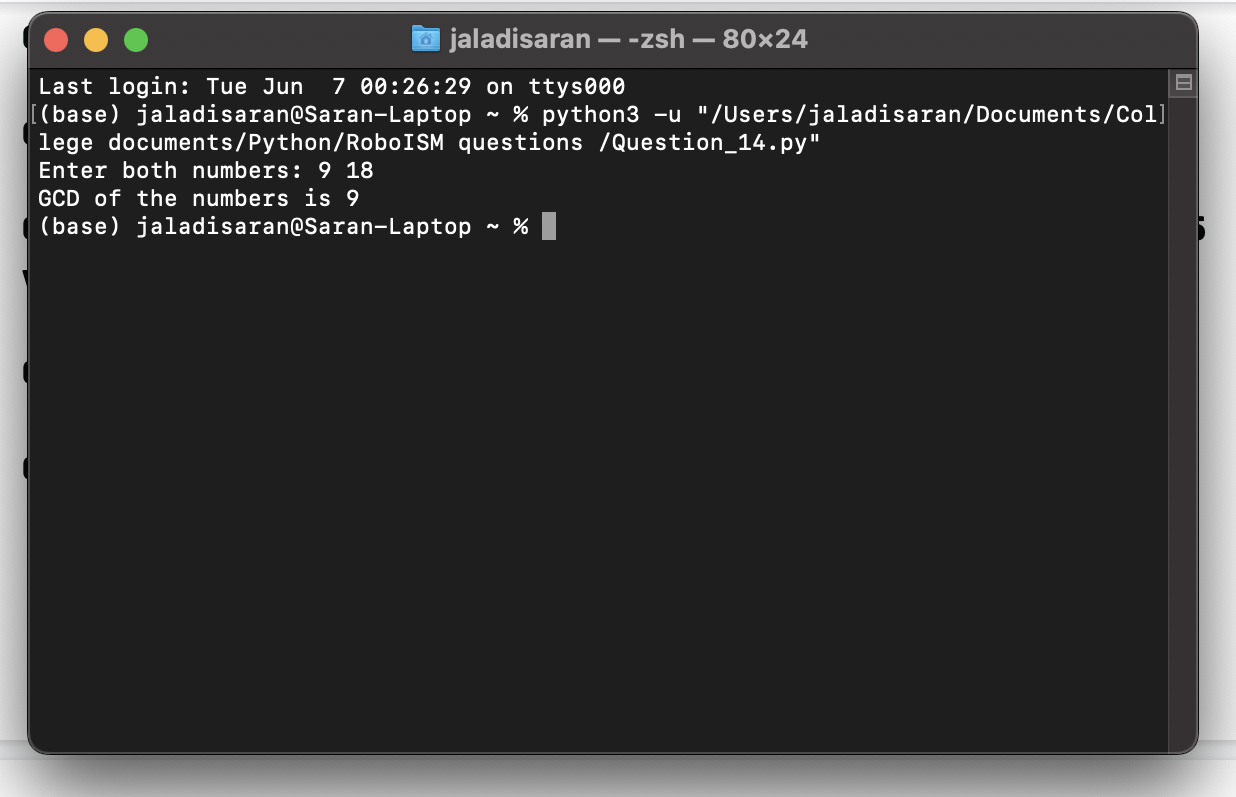 jaladisaran — -zsh — 80×24
Last login: Tue Jun  7 00:26:29 on ttys000
[(base) jaladisaran@Saran-Laptop ~ % python3 -u "/Users/jaladisaran/Documents/Col]
lege documents/Python/RoboISM questions /Question_14.py"
Enter both numbers: 9 18
GCD of the numbers is 9
(base) jaladisaran@Saran-Laptop ~ %